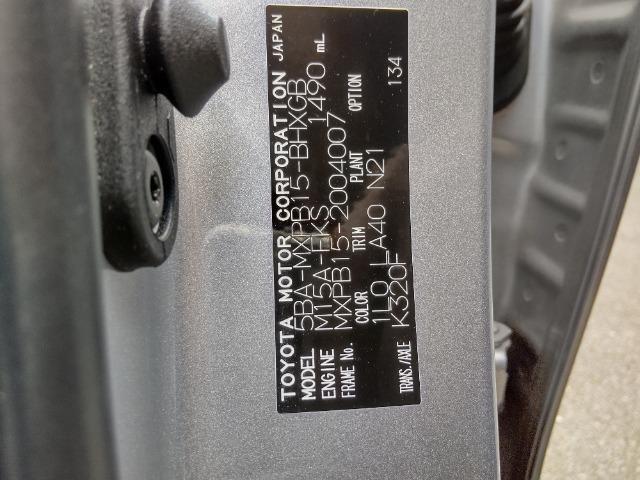 TOYOTA MOTOR CORPORATION JAPAN
MODEL 5BA-MXPB15-BHXGB
ENGINE M15A-FKS 1490 mL
FRAME No. MXPB15-2004007
COLOR TRIM PLANT OPTION
1L0 LA40 N21
TRANS./AXLE K320F 134